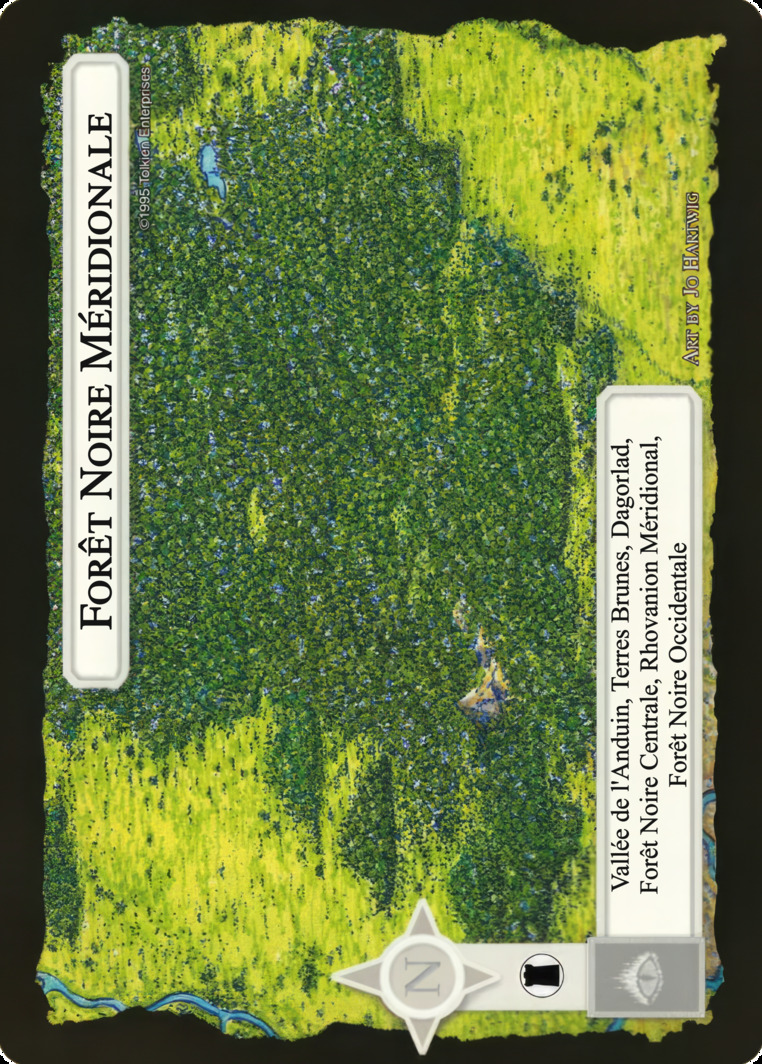 FORÊT NOIRE MÉRIDIONALE
©1995 Tolkien Enterprises
ART BY JO HARTWIG
Vallée de l'Anduin, Terres Brunes, Dagorlad,
Forêt Noire Centrale, Rhovanion Méridional,
Forêt Noire Occidentale
N